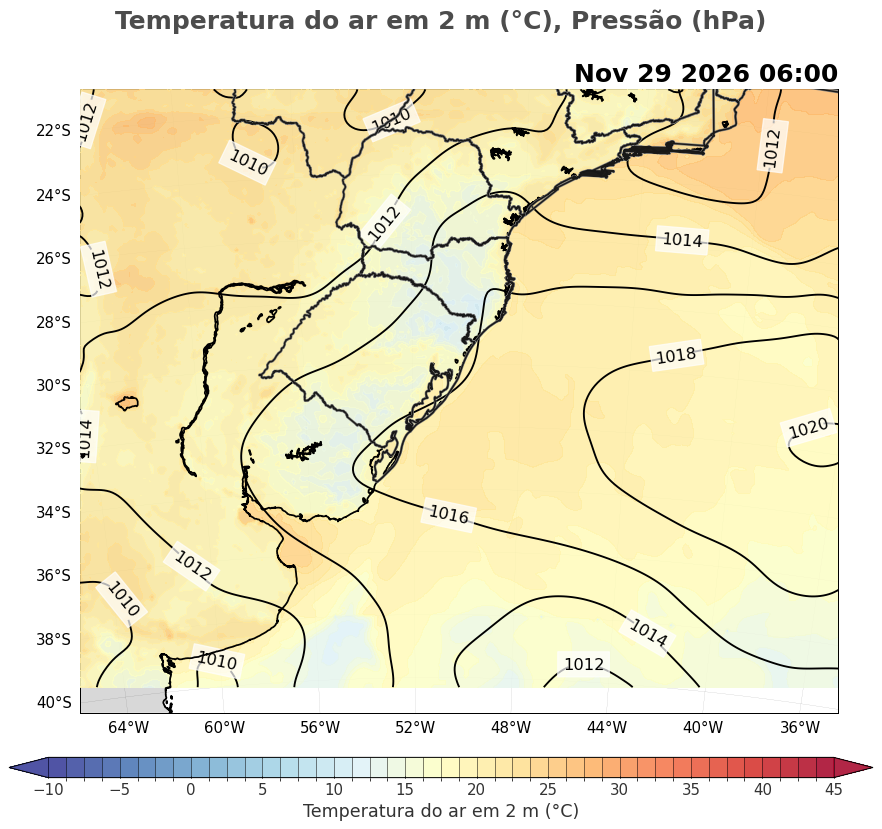 Temperatura do ar em 2 m (°C), Pressão (hPa)
Nov 29 2026 06:00
1012
1010
1010
1012
22°S
24°S
26°S
28°S
30°S
32°S
34°S
36°S
38°S
40°S
1012
1014
1012
1018
1020
1014
1016
1012
1010
1014
1010
1012
64°W 60°W 56°W 52°W 48°W 44°W 40°W 36°W
−10 −5 0 5 10 15 20 25 30 35 40 45
Temperatura do ar em 2 m (°C)